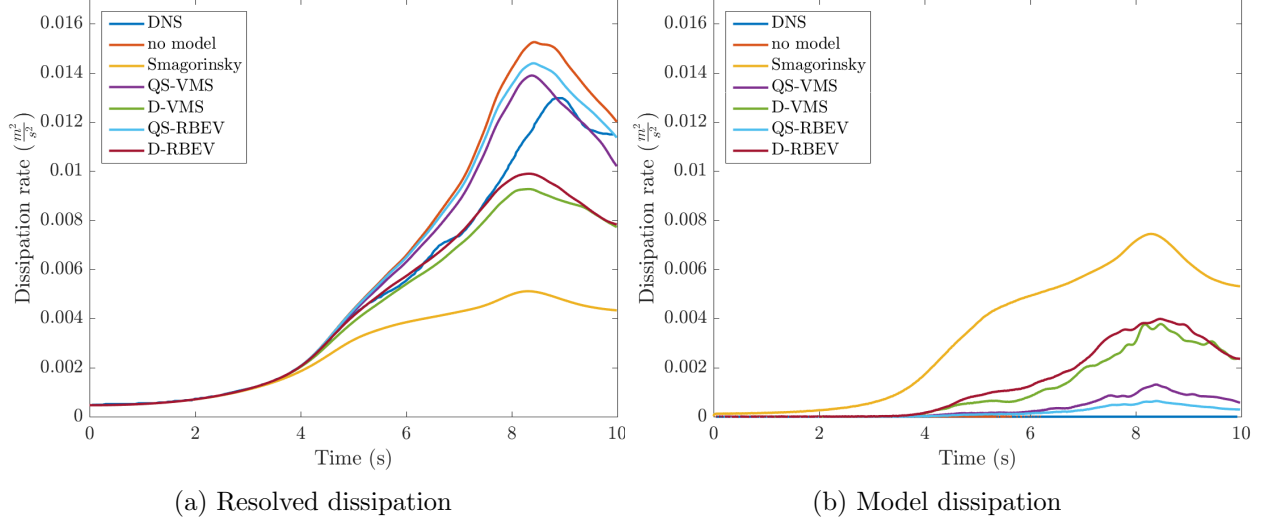 0.016
0.014
0.012
0.01
0.008
0.006
0.004
0.002
0
Dissipation rate (m²/s²)
DNS
no model
Smagorinsky
QS-VMS
D-VMS
QS-RBEV
D-RBEV
0 2 4 6 8 10
Time (s)
(a) Resolved dissipation
0.016
0.014
0.012
0.01
0.008
0.006
0.004
0.002
0
Dissipation rate (m²/s²)
DNS
no model
Smagorinsky
QS-VMS
D-VMS
QS-RBEV
D-RBEV
0 2 4 6 8 10
Time (s)
(b) Model dissipation